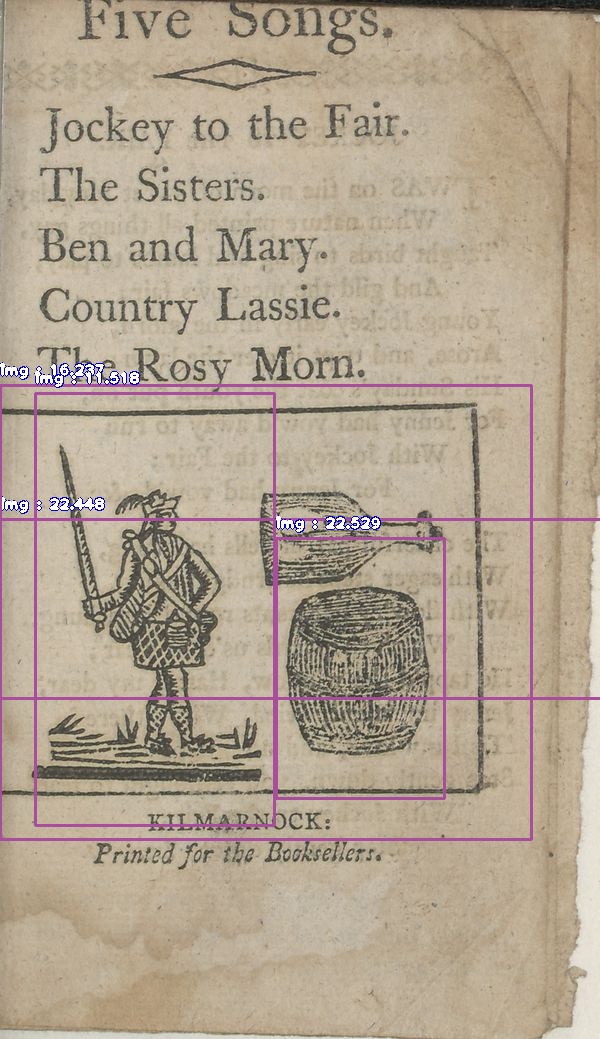 Five Songs.
Jockey to the Fair.
The Sisters.
Ben and Mary.
Country Lassie.
The Rosy Morn.
Img : 16.237
Img : 11.518
Img : 22.448
Img : 22.529
KILMARNOCK:
Printed for the Booksellers.